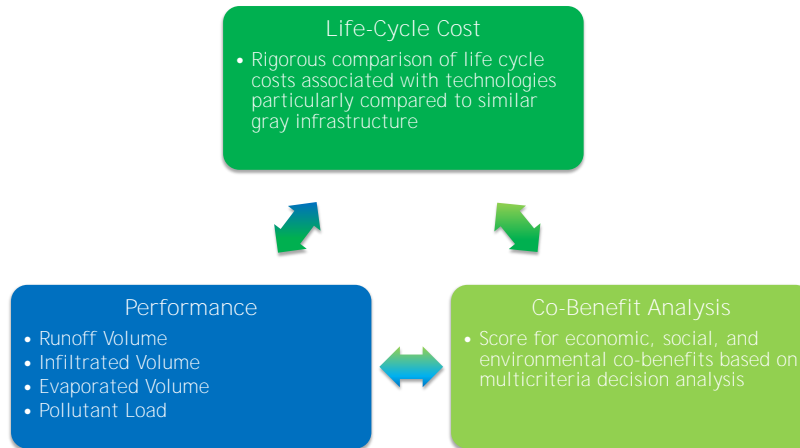 Life-Cycle Cost
• Rigorous comparison of life cycle
costs associated with technologies
particularly compared to similar
gray infrastructure
Performance
• Runoff Volume
• Infiltrated Volume
• Evaporated Volume
• Pollutant Load
Co-Benefit Analysis
• Score for economic, social, and
environmental co-benefits based on
multicriteria decision analysis